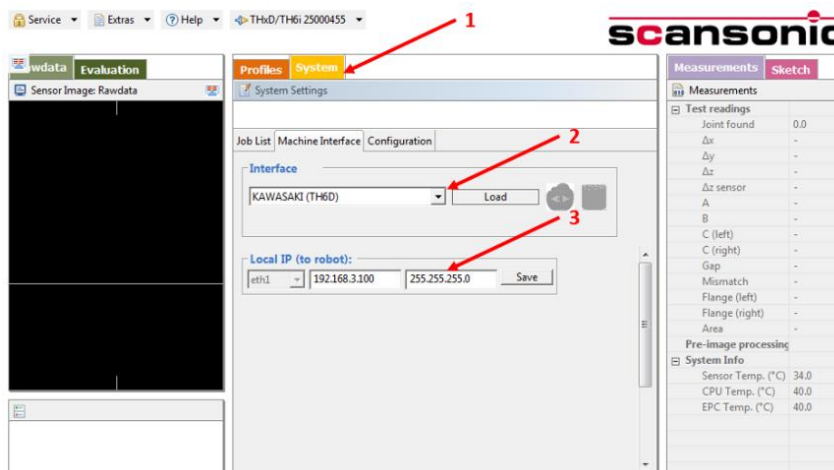 Service Extras Help THxD/TH6i 25000455
1
scansonic
Rawdata Evaluation
Sensor Image: Rawdata
Profiles System
System Settings
Job List Machine Interface Configuration
2
Interface
KAWASAKI (TH6D) Load
3
Local IP (to robot):
eth1 192.168.3.100 255.255.255.0 Save
Measurements Sketch
Measurements
Test readings
Joint found 0.0
Δx -
Δy -
Δz -
Δz sensor -
A -
B -
C (left) -
C (right) -
Gap -
Mismatch -
Flange (left) -
Flange (right) -
Area -
Pre-image processing
System Info
Sensor Temp. (°C) 34.0
CPU Temp. (°C) 40.0
EPC Temp. (°C) 40.0